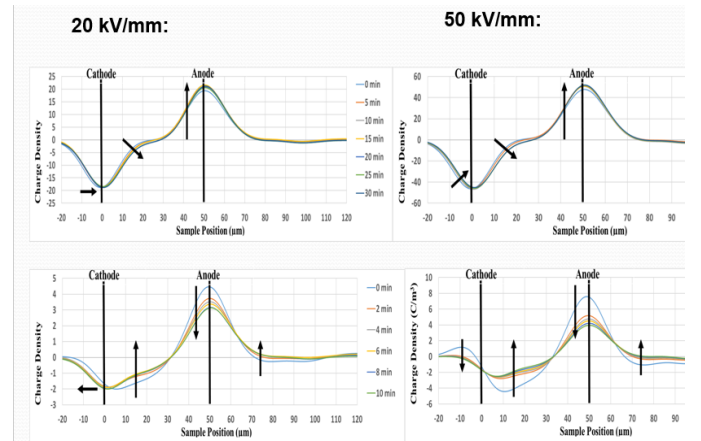 20 kV/mm:
50 kV/mm:
Cathode Anode
25
20
15
10
5
0
-5
-10
-15
-20
-25
Charge Density
-20 -10 0 10 20 30 40 50 60 70 80 90 100 110 120
Sample Position (µm)
0 min
5 min
10 min
15 min
20 min
25 min
30 min
Cathode Anode
60
40
20
0
-20
-40
-60
Charge Density
-20 -10 0 10 20 30 40 50 60 70 80 90
Sample Position (µm)
Cathode Anode
5
4
3
2
1
0
-1
-2
-3
Charge Density
-20 -10 0 10 20 30 40 50 60 70 80 90 100 110 120
Sample Position (µm)
0 min
2 min
4 min
6 min
8 min
10 min
Cathode Anode
10
8
6
4
2
0
-2
-4
-6
Charge Density (C/m³)
-20 -10 0 10 20 30 40 50 60 70 80 90
Sample Position (µm)